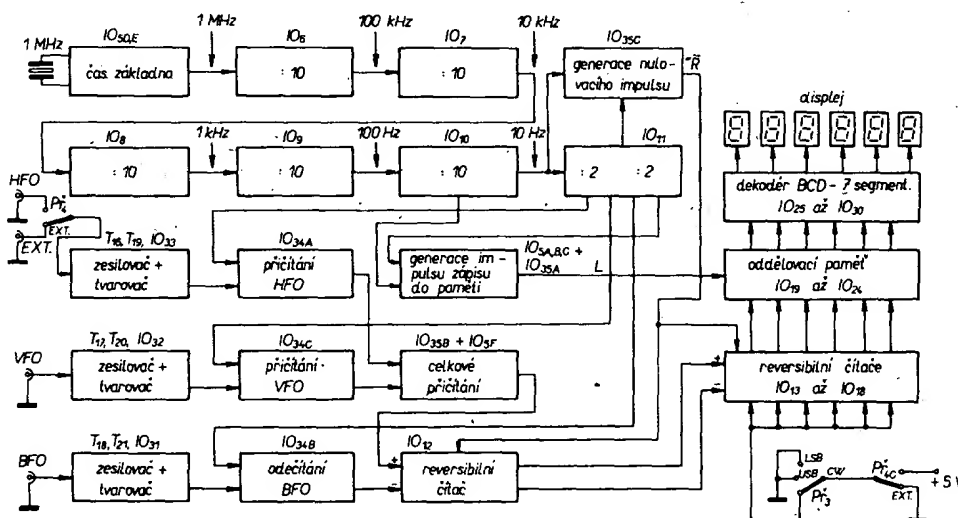 1 MHz
IO5D,E
čas. základna
1 MHz
IO6
: 10
100 kHz
IO7
: 10
10 kHz
IO35C
generace nulo-
vacího impulsu
R̃
displej
IO8
: 10
1kHz
IO9
: 10
100 Hz
IO10
: 10
10 Hz
IO11
: 2 : 2
dekodér BCD - 7 segment.
IO25 až IO30
HFO
Př4
EXT.
EXT.
T16, T19, IO33
zesilovač +
tvarovač
IO34A
přičítání
HFO
generace im-
pulsu zápisu
do paměti
IO5A,B,C +
IO35A
L
oddělovací paměť
IO19 až IO24
VFO
T17, T20, IO32
zesilovač +
tvarovač
IO34C
přičítání
VFO
IO35B + IO5F
celkové
přičítání
+
-
reversibilní čítače
IO13 až IO18
BFO
T18, T21, IO31
zesilovač +
tvarovač
IO34B
odečítání
BFO
IO12
+
-
reversibilní
čítač
LSB
USB
CW
Př3
Př4C
EXT.
+5 V